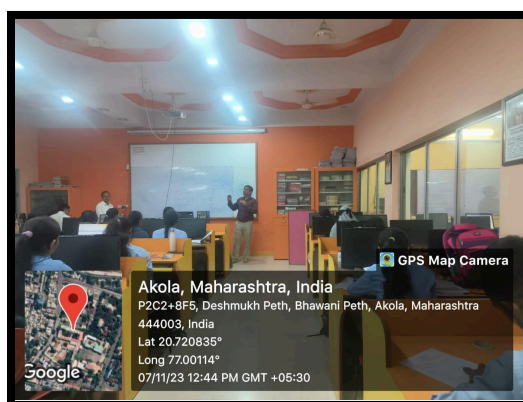 GPS Map Camera
Akola, Maharashtra, India
P2C2+8F5, Deshmukh Peth, Bhawani Peth, Akola, Maharashtra
444003, India
Lat 20.720835°
Long 77.00114°
07/11/23 12:44 PM GMT +05:30
Google